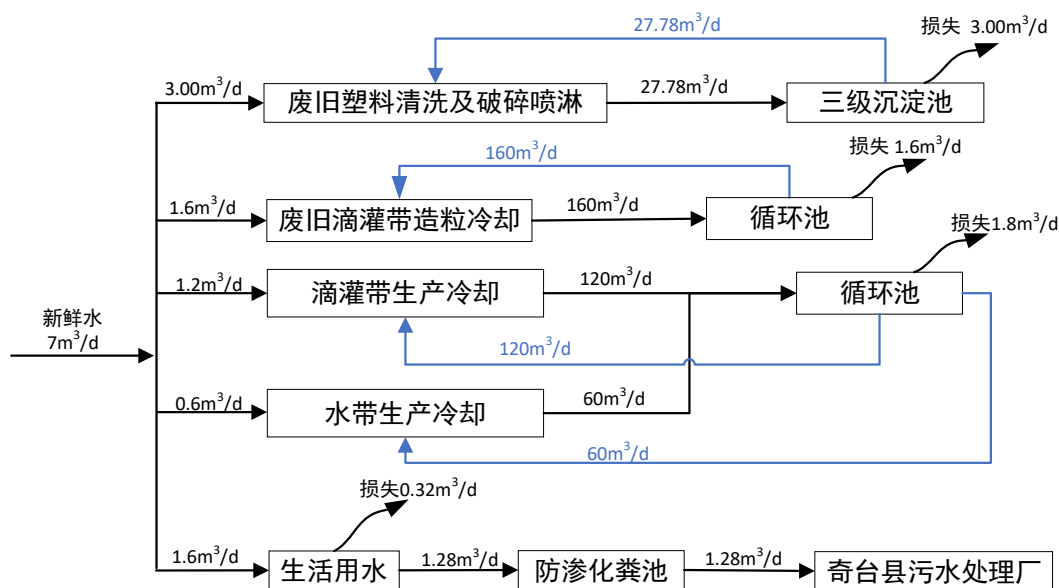 27.78m³/d
损失 3.00m³/d
3.00m³/d
废旧塑料清洗及破碎喷淋
27.78m³/d
三级沉淀池
160m³/d
损失 1.6m³/d
1.6m³/d
废旧滴灌带造粒冷却
160m³/d
循环池
损失1.8m³/d
1.2m³/d
滴灌带生产冷却
120m³/d
循环池
新鲜水
7m³/d
120m³/d
0.6m³/d
水带生产冷却
60m³/d
60m³/d
损失0.32m³/d
1.6m³/d
生活用水
1.28m³/d
防渗化粪池
1.28m³/d
奇台县污水处理厂